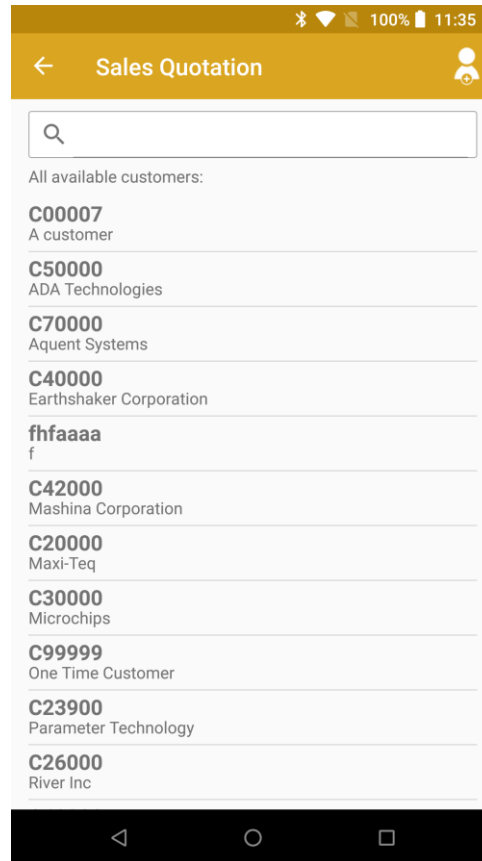 100% 11:35
Sales Quotation
All available customers:
C00007
A customer
C50000
ADA Technologies
C70000
Aquent Systems
C40000
Earthshaker Corporation
fhfaaaa
f
C42000
Mashina Corporation
C20000
Maxi-Teq
C30000
Microchips
C99999
One Time Customer
C23900
Parameter Technology
C26000
River Inc